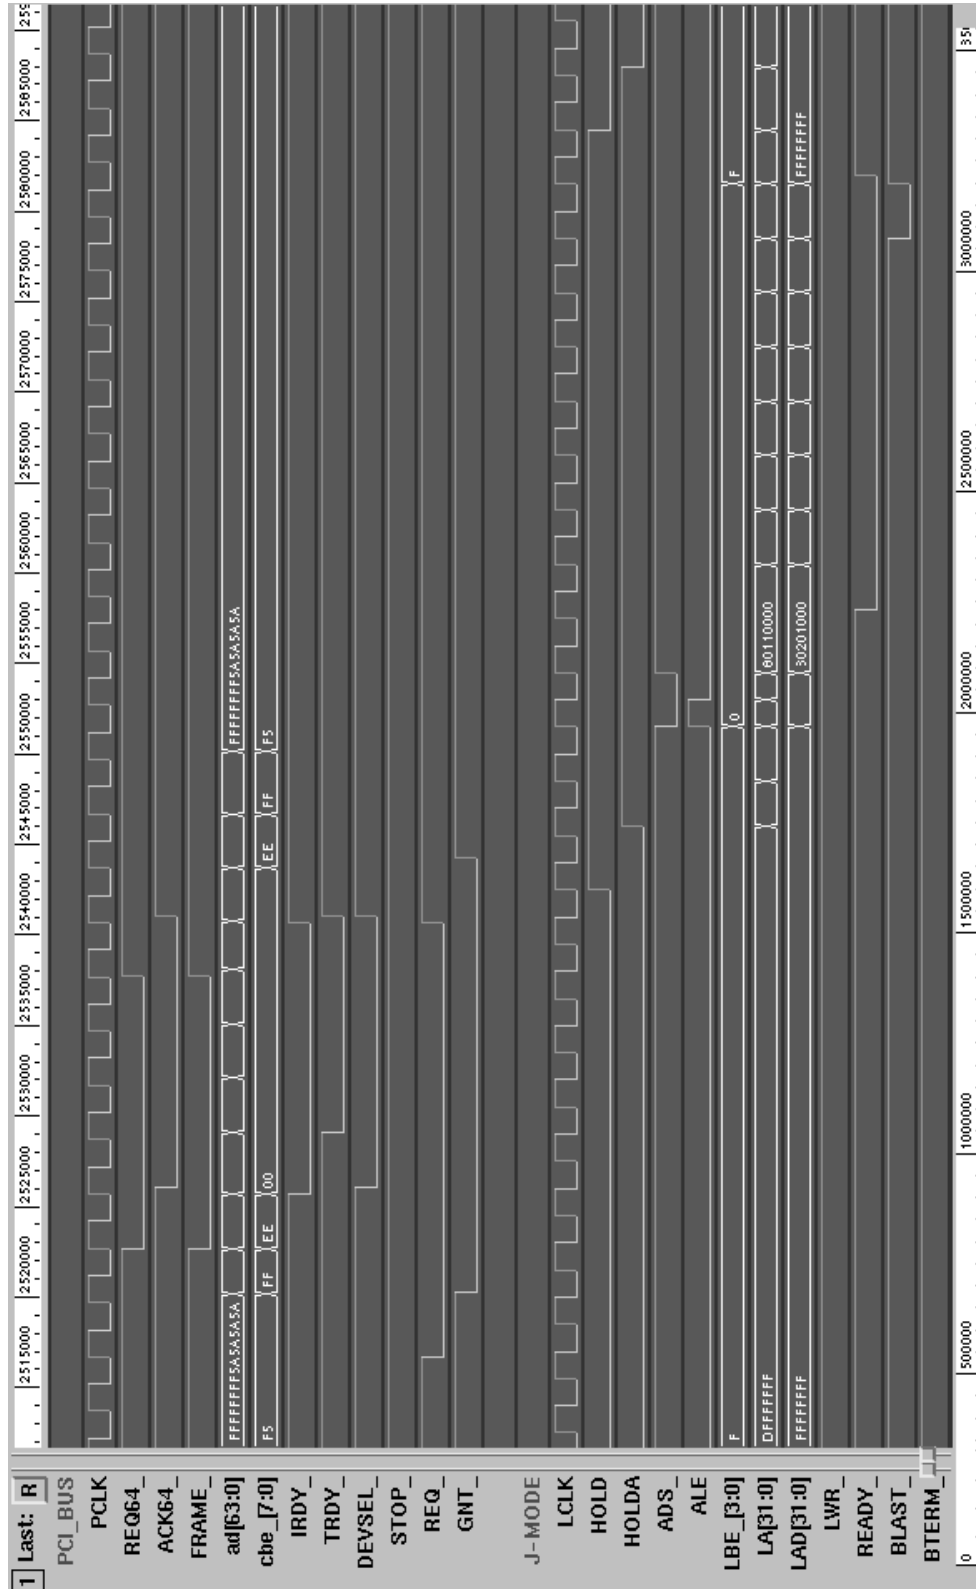 1 Last: R
2515000 2520000 2525000 2530000 2535000 2540000 2545000 2550000 2555000 2560000 2565000 2570000 2575000 2580000 2585000 259
PCI_BUS
PCLK
REQ64_
ACK64_
FRAME_
ad[63:0] FFFFFFFF5A5A5A5A FFFFFFFF5A5A5A5A
cbe_[7:0] F5 FF EE 00 EE FF F5
IRDY_
TRDY_
DEVSEL_
STOP_
REQ_
GNT_
J-MODE
LCLK
HOLD
HOLDA
ADS_
ALE
LBE_[3:0] F 0 F
LA[31:0] DFFFFFFF 60110000
LAD[31:0] FFFFFFFF 30201000 FFFFFFFF
LWR_
READY_
BLAST_
BTERM_
0 500000 1000000 1500000 2000000 2500000 3000000 35